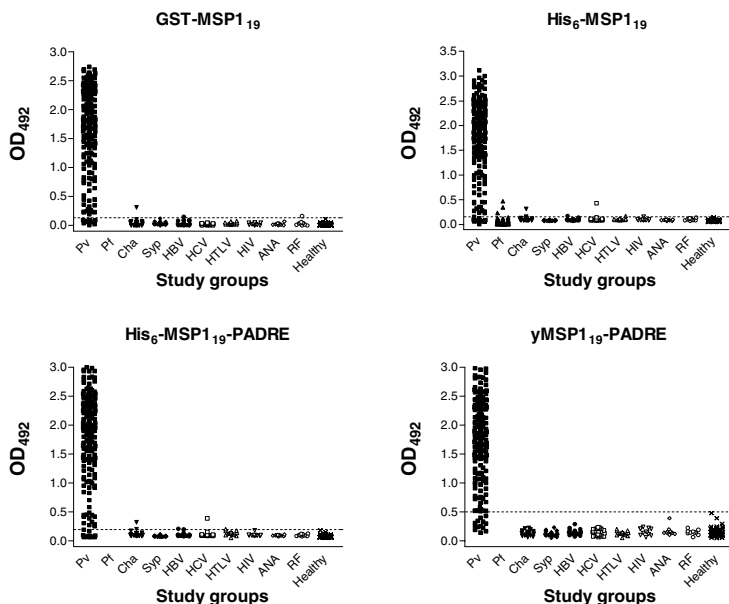 GST-MSP1₁₉
3.0
2.5
2.0
1.5
1.0
0.5
0.0
OD₄₉₂
Pv
Pf
Cha
Syp
HBV
HCV
HTLV
HIV
ANA
RF
Healthy
Study groups
His₆-MSP1₁₉
3.5
3.0
2.5
2.0
1.5
1.0
0.5
0.0
OD₄₉₂
Pv
Pf
Cha
Syp
HBV
HCV
HTLV
HIV
ANA
RF
Healthy
Study groups
His₆-MSP1₁₉-PADRE
3.0
2.5
2.0
1.5
1.0
0.5
0.0
OD₄₉₂
Pv
Pf
Cha
Syp
HBV
HCV
HTLV
HIV
ANA
RF
Healthy
Study groups
yMSP1₁₉-PADRE
3.0
2.5
2.0
1.5
1.0
0.5
0.0
OD₄₉₂
Pv
Pf
Cha
Syp
HBV
HCV
HTLV
HIV
ANA
RF
Healthy
Study groups